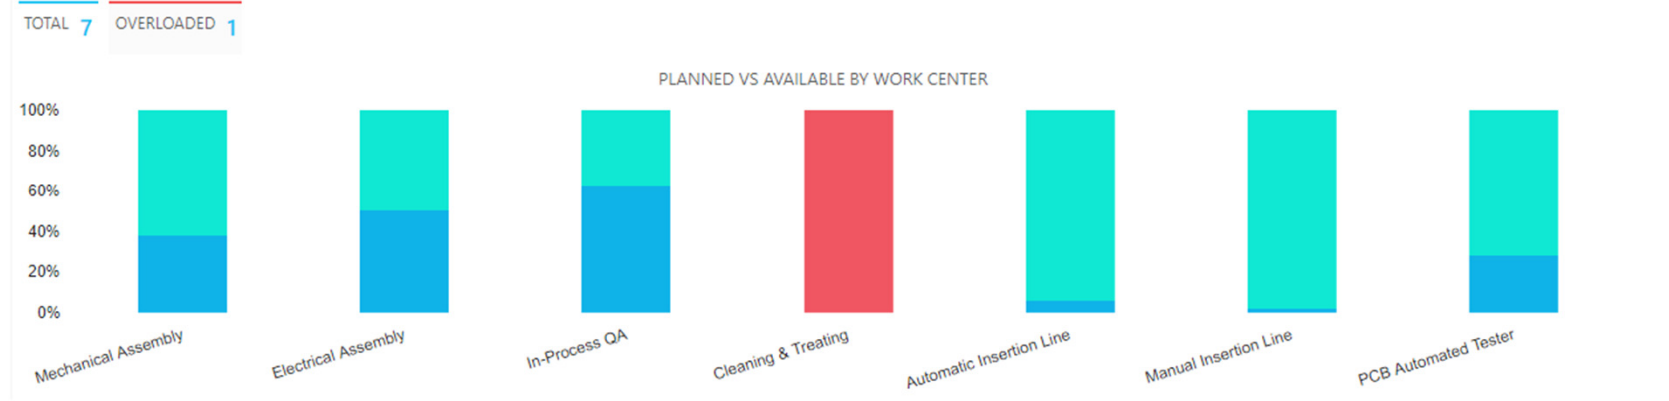 TOTAL 7 OVERLOADED 1
PLANNED VS AVAILABLE BY WORK CENTER
100%
80%
60%
40%
20%
0%
Mechanical Assembly
Electrical Assembly
In-Process QA
Cleaning & Treating
Automatic Insertion Line
Manual Insertion Line
PCB Automated Tester